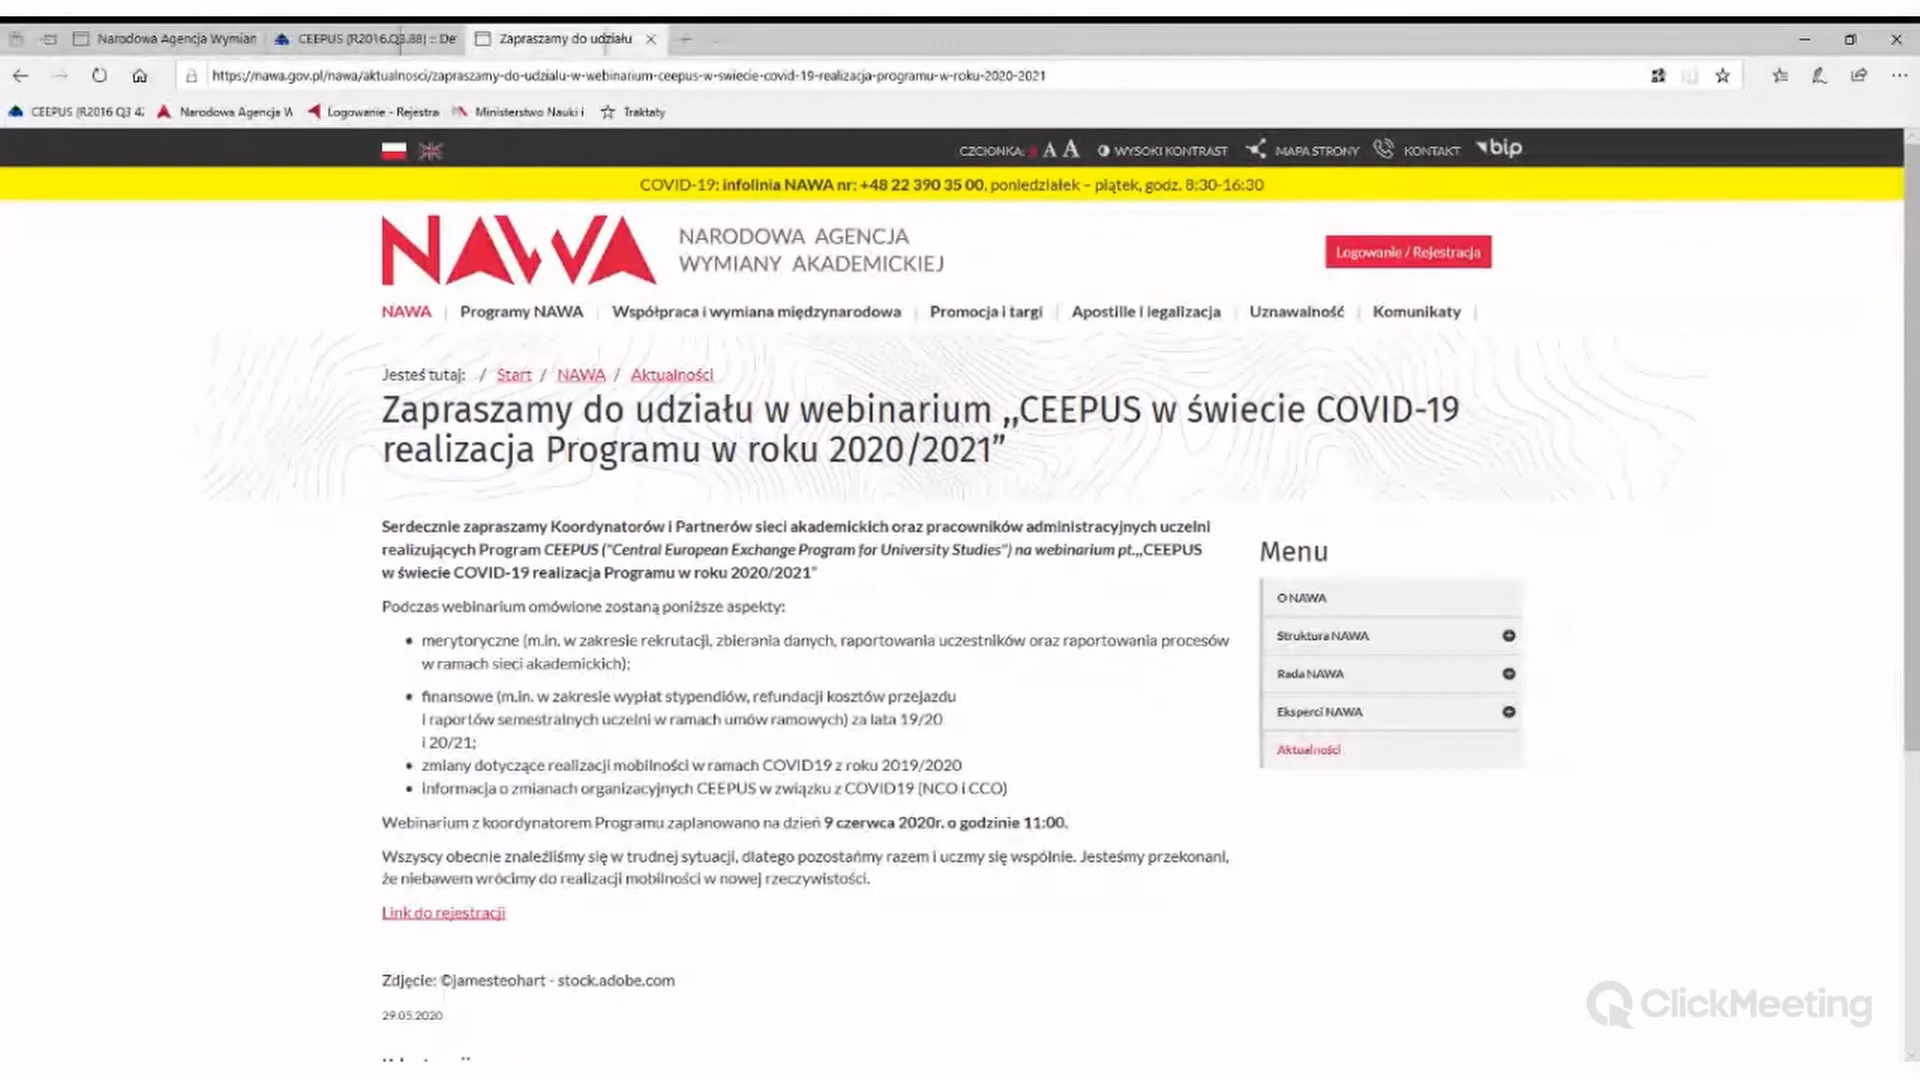 Narodowa Agencja Wymian
CEEPUS (R2016.Q3.88) :: De
Zapraszamy do udziału
https://nawa.gov.pl/nawa/aktualnosci/zapraszamy-do-udzialu-w-webinarium-ceepus-w-swiecie-covid-19-realizacja-programu-w-roku-2020-2021
CEEPUS (R2016 Q3 4
Narodowa Agencja W
Logowanie - Rejestra
Ministerstwo Nauki i
Traktaty
CZCIONKA: A A A
WYSOKI KONTRAST
MAPA STRONY
KONTAKT
bip
COVID-19: infolinia NAWA nr: +48 22 390 35 00, poniedziałek – piątek, godz. 8:30-16:30
NAWA
NARODOWA AGENCJA
WYMIANY AKADEMICKIEJ
Logowanie / Rejestracja
NAWA | Programy NAWA | Współpraca i wymiana międzynarodowa | Promocja i targi | Apostille i legalizacja | Uznawalność | Komunikaty |
Jesteś tutaj: / Start / NAWA / Aktualności
Zapraszamy do udziału w webinarium ,,CEEPUS w świecie COVID-19
realizacja Programu w roku 2020/2021”
Serdecznie zapraszamy Koordynatorów i Partnerów sieci akademickich oraz pracowników administracyjnych uczelni
realizujących Program CEEPUS ("Central European Exchange Program for University Studies") na webinarium pt.,,CEEPUS
w świecie COVID-19 realizacja Programu w roku 2020/2021”
Podczas webinarium omówione zostaną poniższe aspekty:
• merytoryczne (m.in. w zakresie rekrutacji, zbierania danych, raportowania uczestników oraz raportowania procesów
w ramach sieci akademickich);
• finansowe (m.in. w zakresie wypłat stypendiów, refundacji kosztów przejazdu
i raportów semestralnych uczelni w ramach umów ramowych) za lata 19/20
i 20/21;
• zmiany dotyczące realizacji mobilności w ramach COVID19 z roku 2019/2020
• informacja o zmianach organizacyjnych CEEPUS w związku z COVID19 (NCO i CCO)
Webinarium z koordynatorem Programu zaplanowano na dzień 9 czerwca 2020r. o godzinie 11:00.
Wszyscy obecnie znaleźliśmy się w trudnej sytuacji, dlatego pozostańmy razem i uczmy się wspólnie. Jesteśmy przekonani,
że niebawem wrócimy do realizacji mobilności w nowej rzeczywistości.
Link do rejestracji
Zdjęcie: ©jamesteohart - stock.adobe.com
29.05.2020
Menu
O NAWA
Struktura NAWA
Rada NAWA
Eksperci NAWA
Aktualności
ClickMeeting